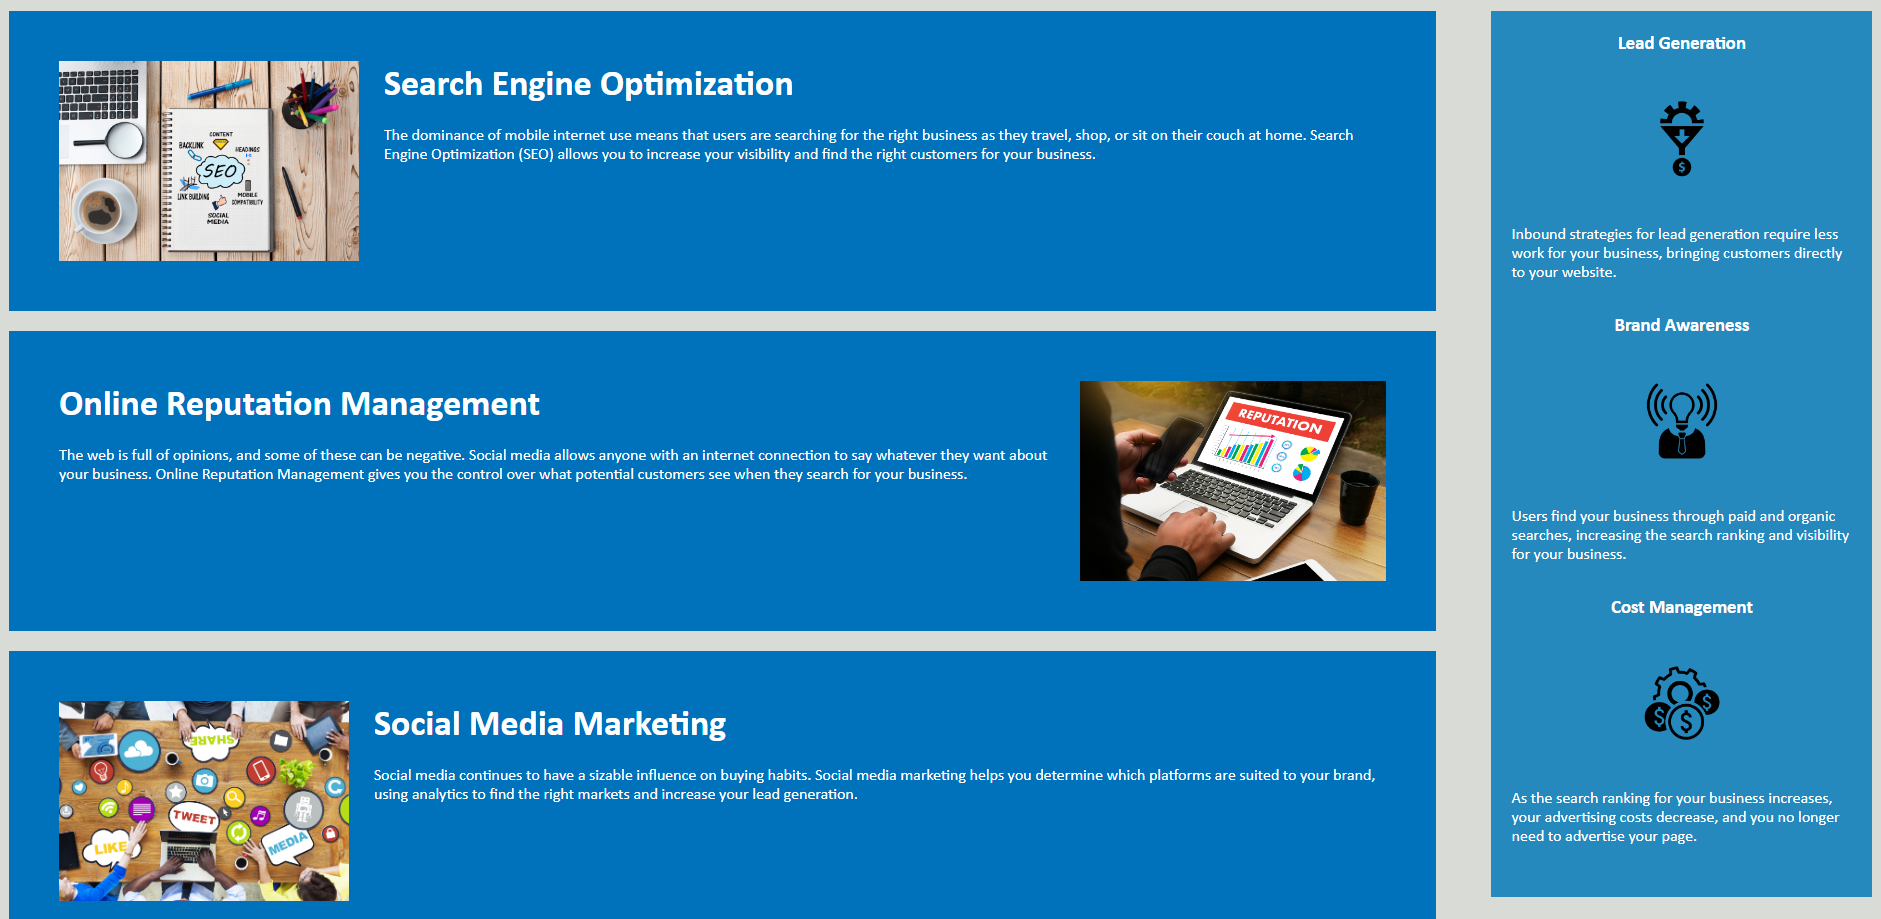 Search Engine Optimization
The dominance of mobile internet use means that users are searching for the right business as they travel, shop, or sit on their couch at home. Search
Engine Optimization (SEO) allows you to increase your visibility and find the right customers for your business.
CONTENT
BACKLINK
HEADINGS
SEO
LINK BUILDING
MOBILE
COMPATIBILITY
SOCIAL
MEDIA
Online Reputation Management
The web is full of opinions, and some of these can be negative. Social media allows anyone with an internet connection to say whatever they want about
your business. Online Reputation Management gives you the control over what potential customers see when they search for your business.
REPUTATION
Social Media Marketing
Social media continues to have a sizable influence on buying habits. Social media marketing helps you determine which platforms are suited to your brand,
using analytics to find the right markets and increase your lead generation.
SHARE
TWEET
LIKE
MEDIA
Lead Generation
$
Inbound strategies for lead generation require less
work for your business, bringing customers directly
to your website.
Brand Awareness
Users find your business through paid and organic
searches, increasing the search ranking and visibility
for your business.
Cost Management
$ $ $
As the search ranking for your business increases,
your advertising costs decrease, and you no longer
need to advertise your page.